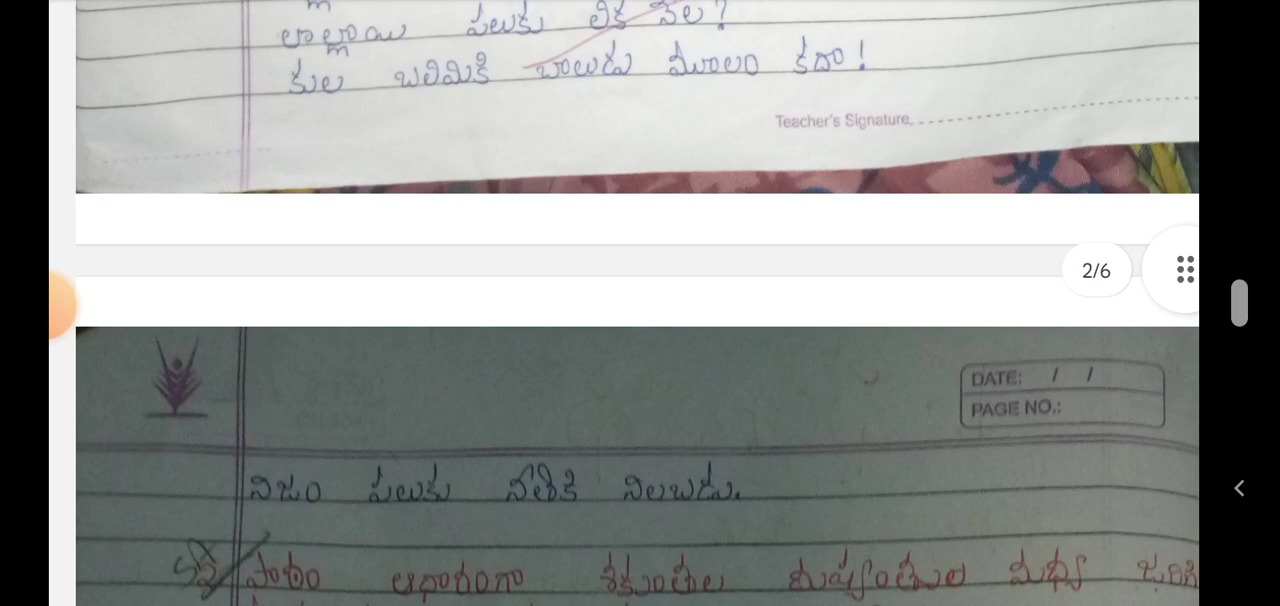 పలుకు
కుల బలిమికి బాలుడు మూలం కదా!
Teacher's Signature
2/6
DATE: / /
PAGE NO.:
నిజం పలుకు నేటికి నిలబడు.
పాఠం ఆధారంగా శకుంతల దుష్యంతుల మధ్య